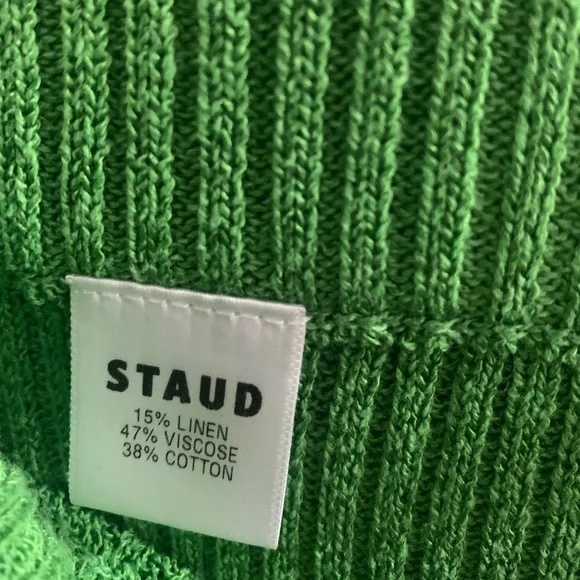 STAUD
15% LINEN
47% VISCOSE
38% COTTON